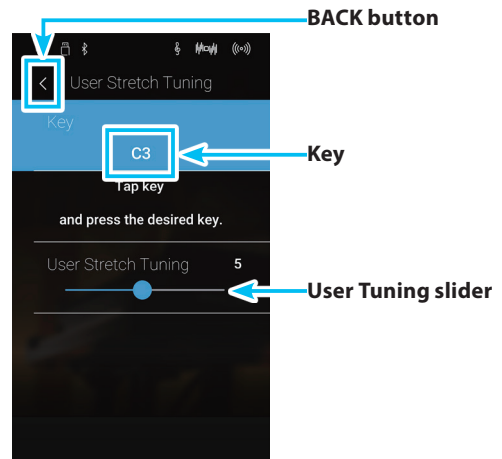 BACK button
User Stretch Tuning
Key
C3
Key
Tap key
and press the desired key.
User Stretch Tuning 5
User Tuning slider